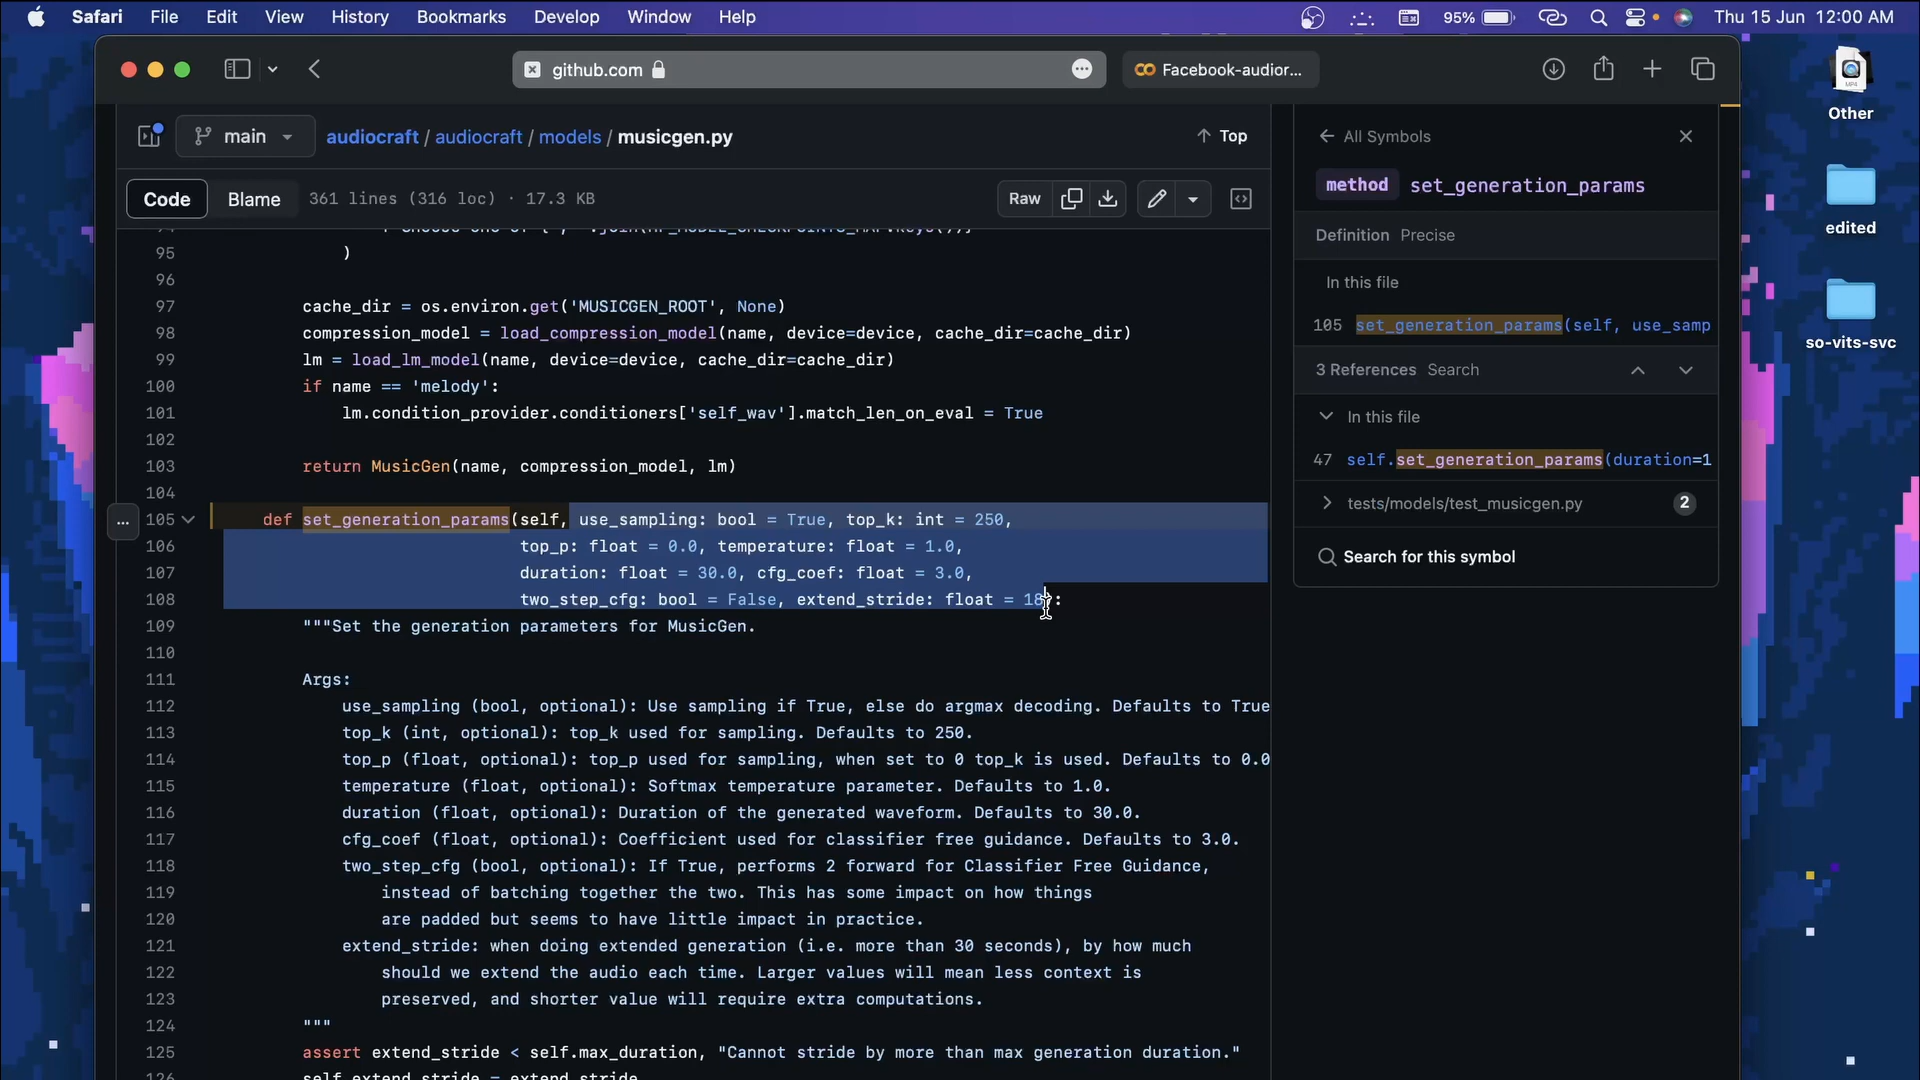 Safari File Edit View History Bookmarks Develop Window Help 95% Thu 15 Jun 12:00 AM
github.com Facebook-audior...
MP4
Other
edited
so-vits-svc
main audiocraft / audiocraft / models / musicgen.py Top
Code Blame 361 lines (316 loc) · 17.3 KB Raw
95 )
96
97 cache_dir = os.environ.get('MUSICGEN_ROOT', None)
98 compression_model = load_compression_model(name, device=device, cache_dir=cache_dir)
99 lm = load_lm_model(name, device=device, cache_dir=cache_dir)
100 if name == 'melody':
101 lm.condition_provider.conditioners['self_wav'].match_len_on_eval = True
102
103 return MusicGen(name, compression_model, lm)
104
105 def set_generation_params(self, use_sampling: bool = True, top_k: int = 250,
106 top_p: float = 0.0, temperature: float = 1.0,
107 duration: float = 30.0, cfg_coef: float = 3.0,
108 two_step_cfg: bool = False, extend_stride: float = 18):
109 """Set the generation parameters for MusicGen.
110
111 Args:
112 use_sampling (bool, optional): Use sampling if True, else do argmax decoding. Defaults to True
113 top_k (int, optional): top_k used for sampling. Defaults to 250.
114 top_p (float, optional): top_p used for sampling, when set to 0 top_k is used. Defaults to 0.0
115 temperature (float, optional): Softmax temperature parameter. Defaults to 1.0.
116 duration (float, optional): Duration of the generated waveform. Defaults to 30.0.
117 cfg_coef (float, optional): Coefficient used for classifier free guidance. Defaults to 3.0.
118 two_step_cfg (bool, optional): If True, performs 2 forward for Classifier Free Guidance,
119 instead of batching together the two. This has some impact on how things
120 are padded but seems to have little impact in practice.
121 extend_stride: when doing extended generation (i.e. more than 30 seconds), by how much
122 should we extend the audio each time. Larger values will mean less context is
123 preserved, and shorter value will require extra computations.
124 """
125 assert extend_stride < self.max_duration, "Cannot stride by more than max generation duration."
126 self.extend_stride = extend_stride
All Symbols
method set_generation_params
Definition Precise
In this file
105 set_generation_params(self, use_samp
3 References Search
In this file
47 self.set_generation_params(duration=1
tests/models/test_musicgen.py 2
Search for this symbol